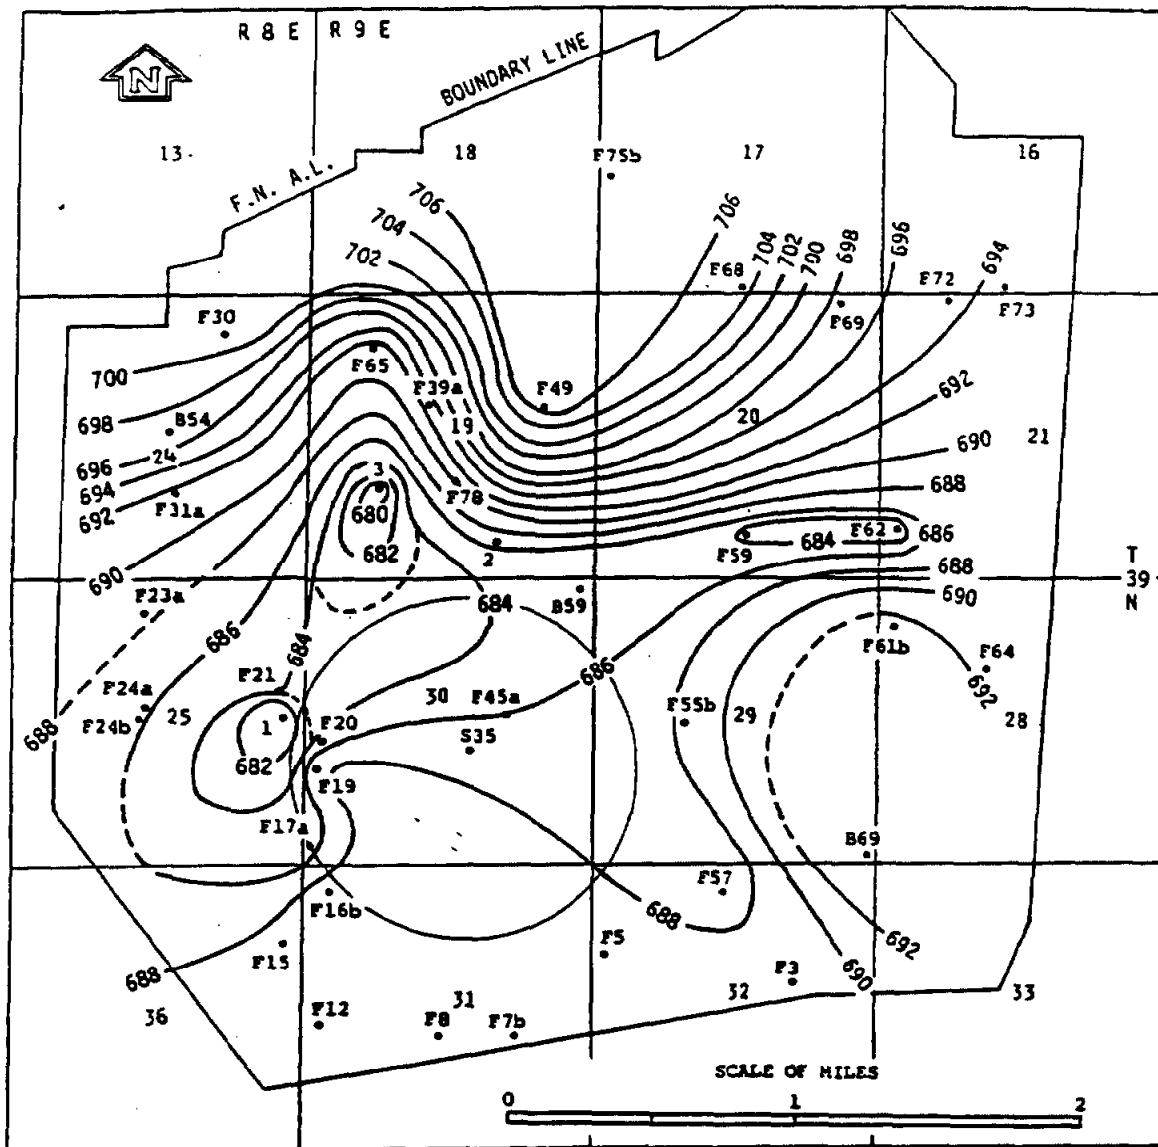 R 8 E R 9 E
N
BOUNDARY LINE
F.N. A.L.
13
18
17
16
F75b
706
704
702
706
704
702
700
698
696
694
F68
F72
F73
F69
F30
700
F65
F39a
F49
692
698
B54
19
20
21
690
696
24
694
3
F78
688
692
F31a
680
F62
686
682
2
F59
684
690
T
39
N
688
F23a
684
B59
690
686
684
F61b
F64
F21
686
692
F24a
30
F45a
F24b
25
1
F20
S35
F55b
29
28
688
682
F19
F17a
B69
F57
F16b
688
692
F15
F5
688
690
F3
36
31
32
33
F12
F8
F7b
SCALE OF MILES
0
1
2